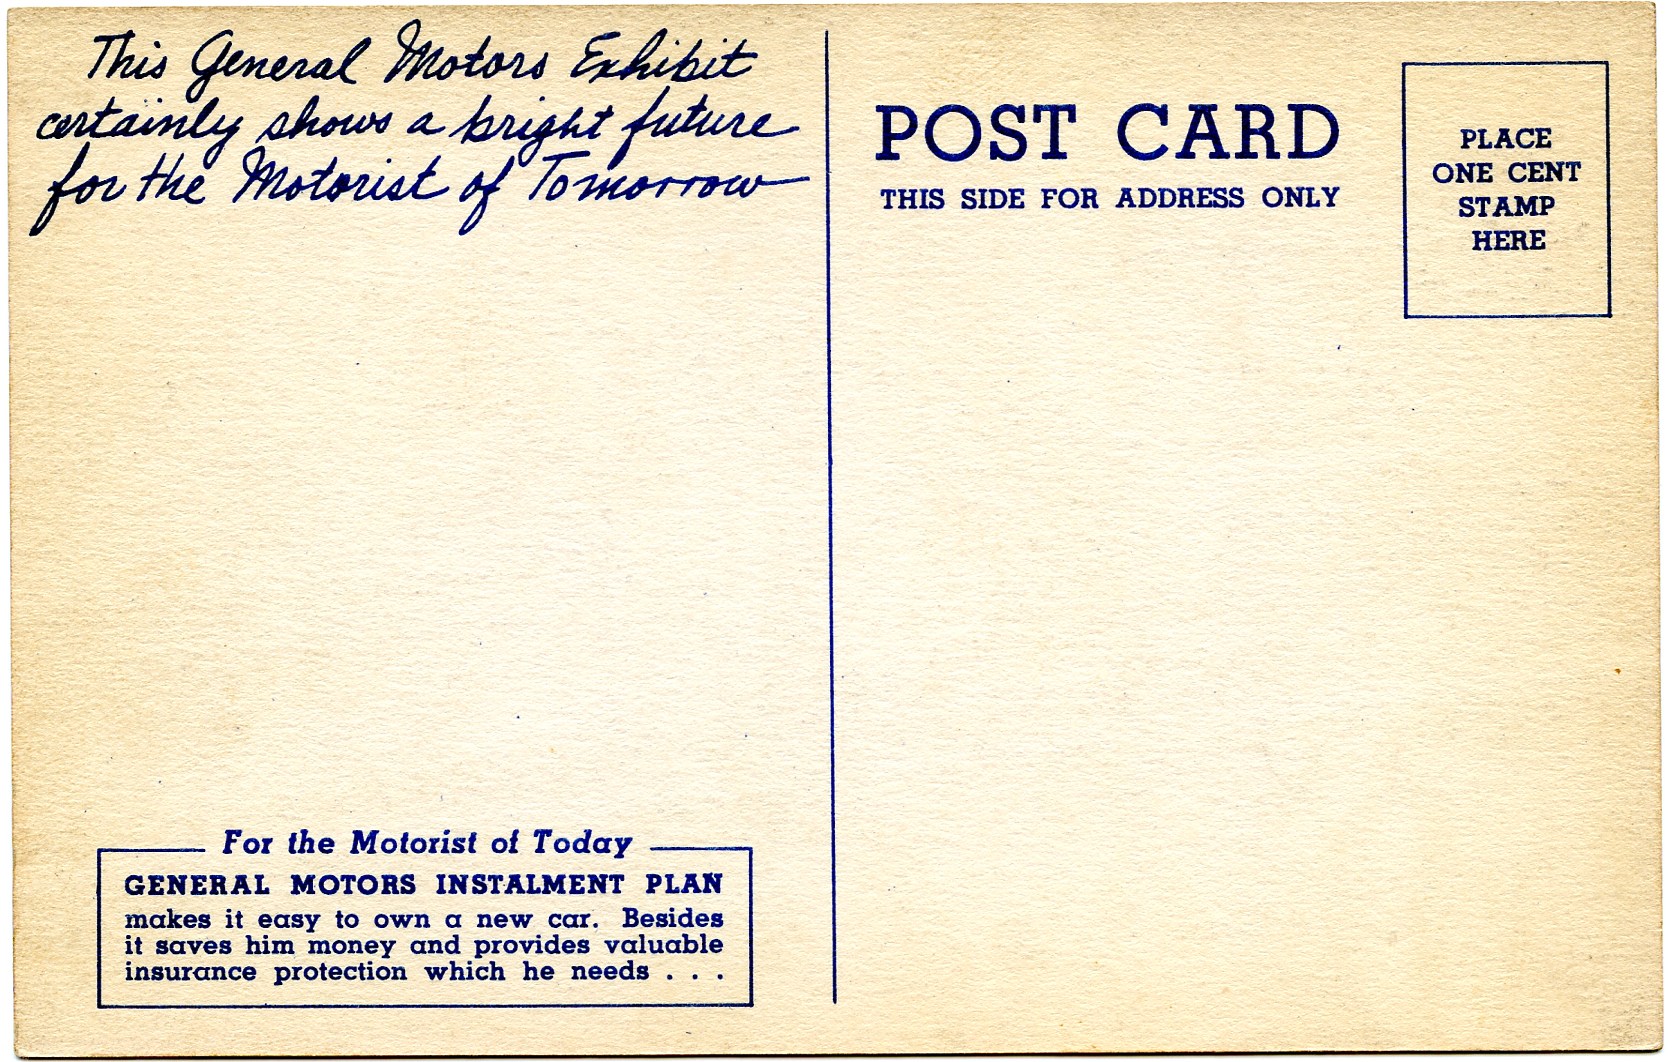 This General Motors Exhibit
certainly shows a bright future
for the Motorist of Tomorrow
POST CARD
THIS SIDE FOR ADDRESS ONLY
PLACE
ONE CENT
STAMP
HERE
For the Motorist of Today
GENERAL MOTORS INSTALMENT PLAN
makes it easy to own a new car. Besides
it saves him money and provides valuable
insurance protection which he needs . . .